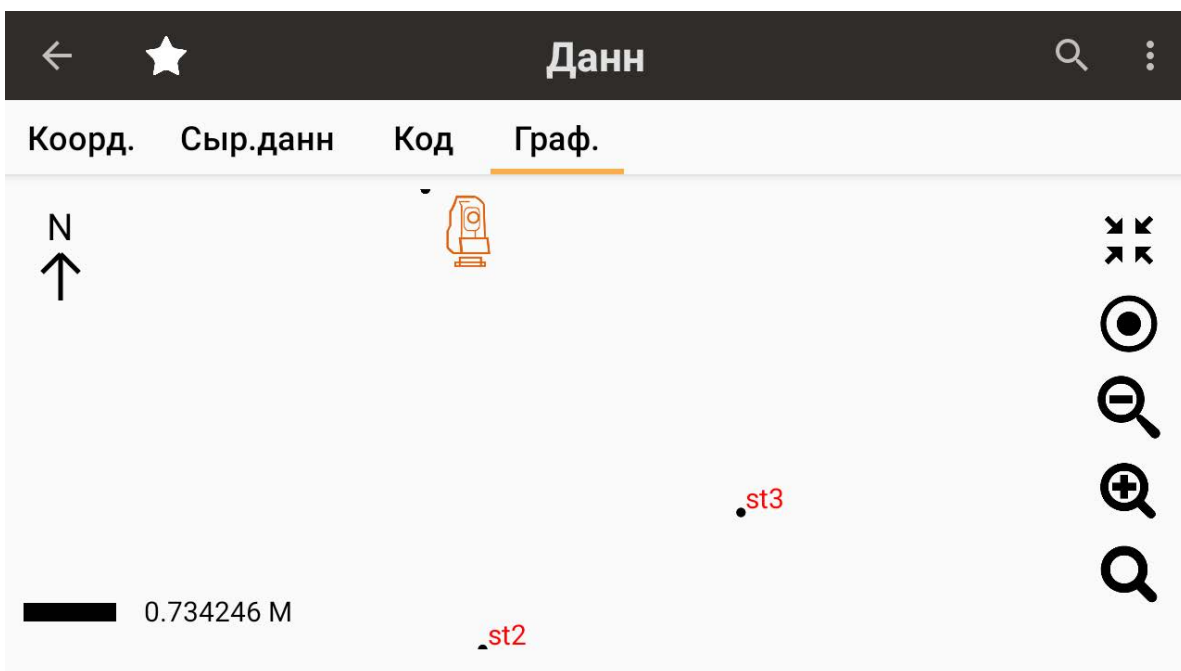 Данн
Коорд. Сыр.данн Код Граф.
N
st3
0.734246 M
st2